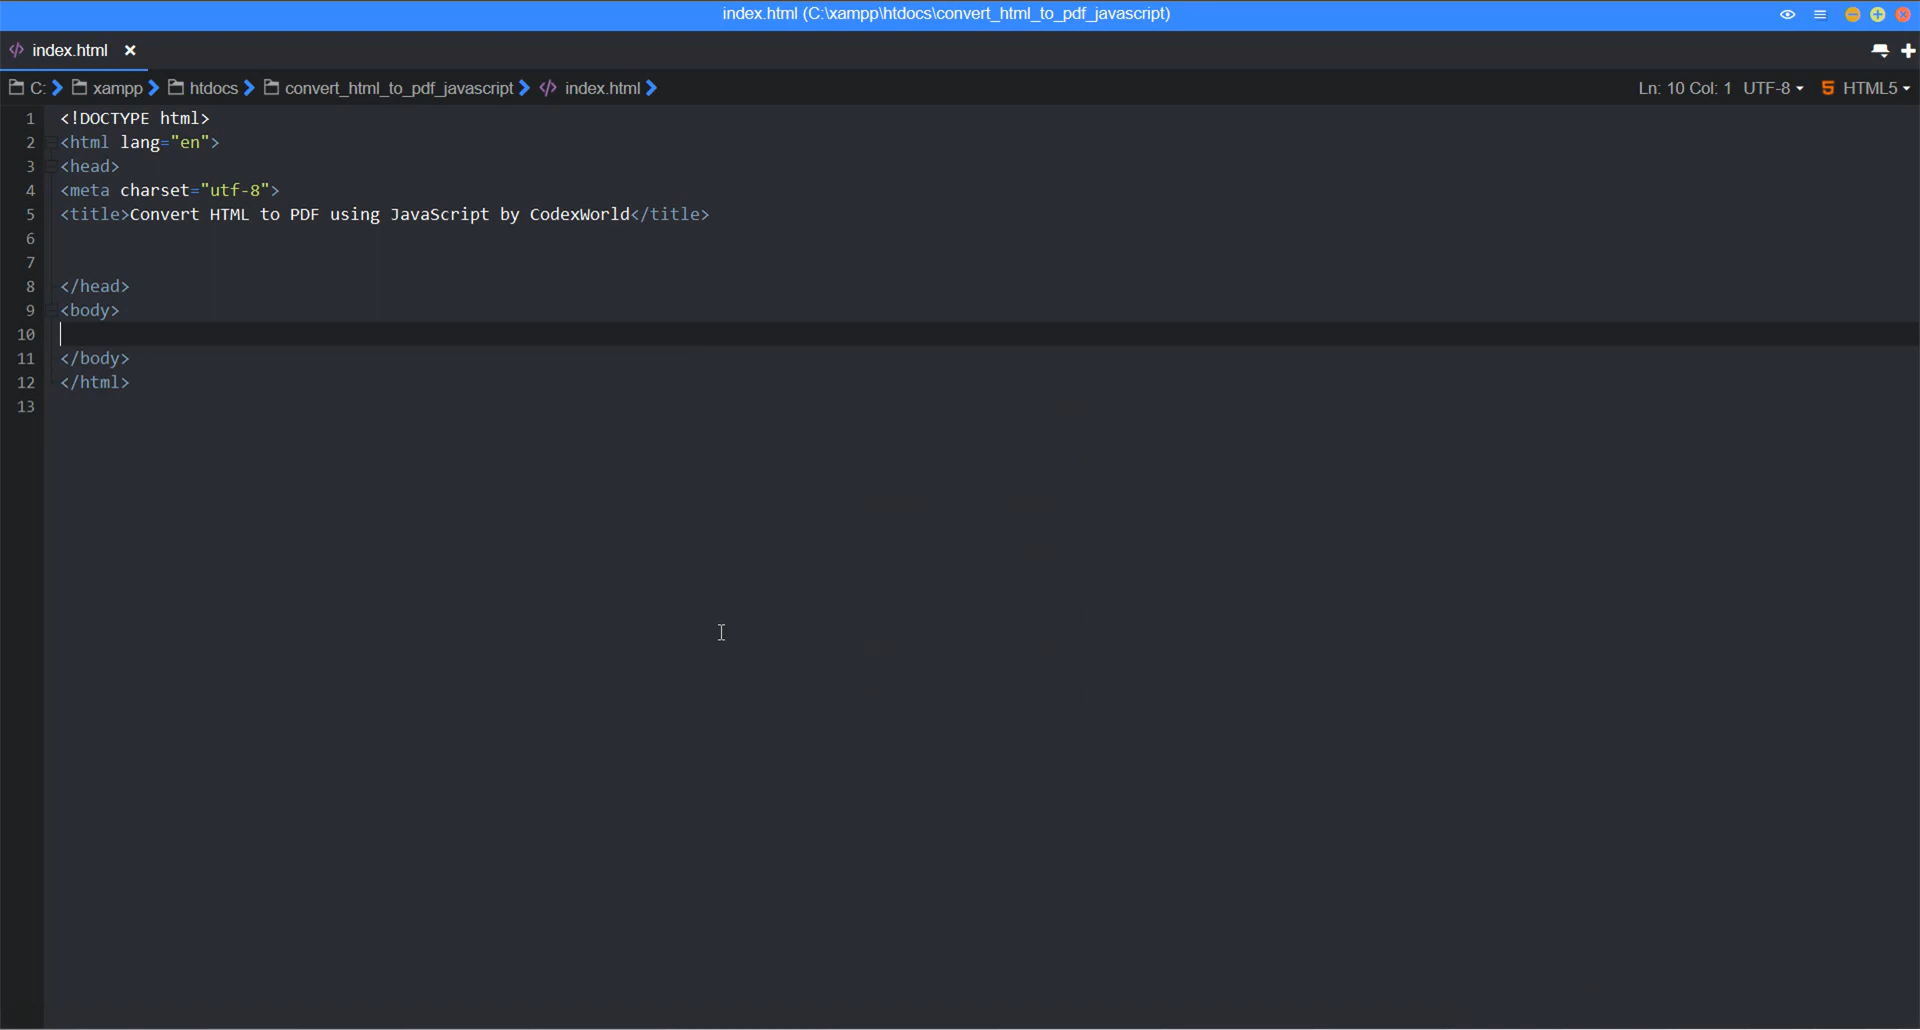 index.html (C:\xampp\htdocs\convert_html_to_pdf_javascript)
index.html
C: xampp htdocs convert_html_to_pdf_javascript index.html Ln: 10 Col: 1 UTF-8 HTML5
1 <!DOCTYPE html>
2 <html lang="en">
3 <head>
4 <meta charset="utf-8">
5 <title>Convert HTML to PDF using JavaScript by CodexWorld</title>
6
7
8 </head>
9 <body>
10
11 </body>
12 </html>
13